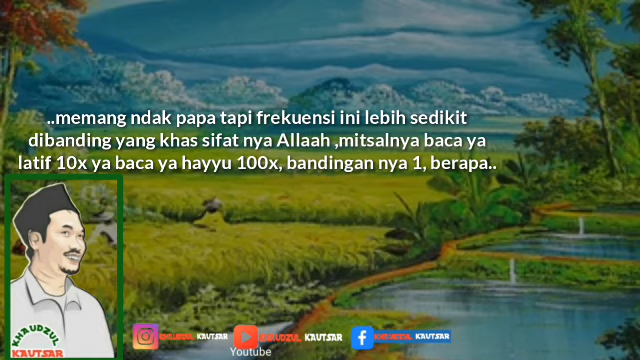 ..memang ndak papa tapi frekuensi ini lebih sedikit
dibanding yang khas sifat nya Allaah ,mitsalnya baca ya
latif 10x ya baca ya hayyu 100x, bandingan nya 1, berapa..
KHAUDZUL
KAUTSAR
KHAUDZUL KAUTSAR
KHAUDZUL KAUTSAR
KHAUDZUL KAUTSAR
Youtube